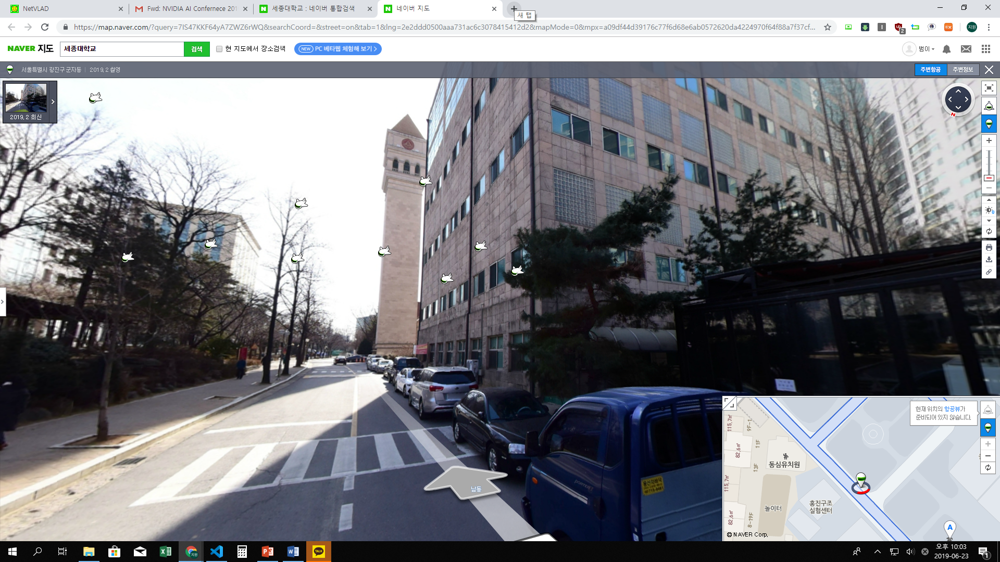 NetVLAD
Fwd: NVIDIA AI Confernece 201
세종대학교 : 네이버 통합검색
네이버 지도
새 탭
https://map.naver.com/?query=7IS47KKF64yA7ZWZ6rWQ&searchCoord=&street=on&tab=1&lng=2e2ddd0500aaa731ac6c3078415412d2&mapMode=0&mpx=a09df44d39176c77f6d68e6ab0572620da4224970f64f88a7f37cf...
2
지원
NAVER 지도
세종대학교
검색
현 지도에서 장소검색
NEW PC 베타웹 체험해 보기 >
범이
서울특별시 광진구 군자동 | 2019.2 촬영
주변항공
주변정보
2019.2 최신
N
0
남동
현재 위치의 항공뷰가
준비되어 있지 않습니다.
115.7㎡
9F-1
82.6㎡
11F
동심유치원
13F
115.7㎡
놀이터
홍진구조
실험센터
82.6㎡
8-19F
A
© NAVER Corp.
지원
TALK
오후 10:03
2019-06-23
1